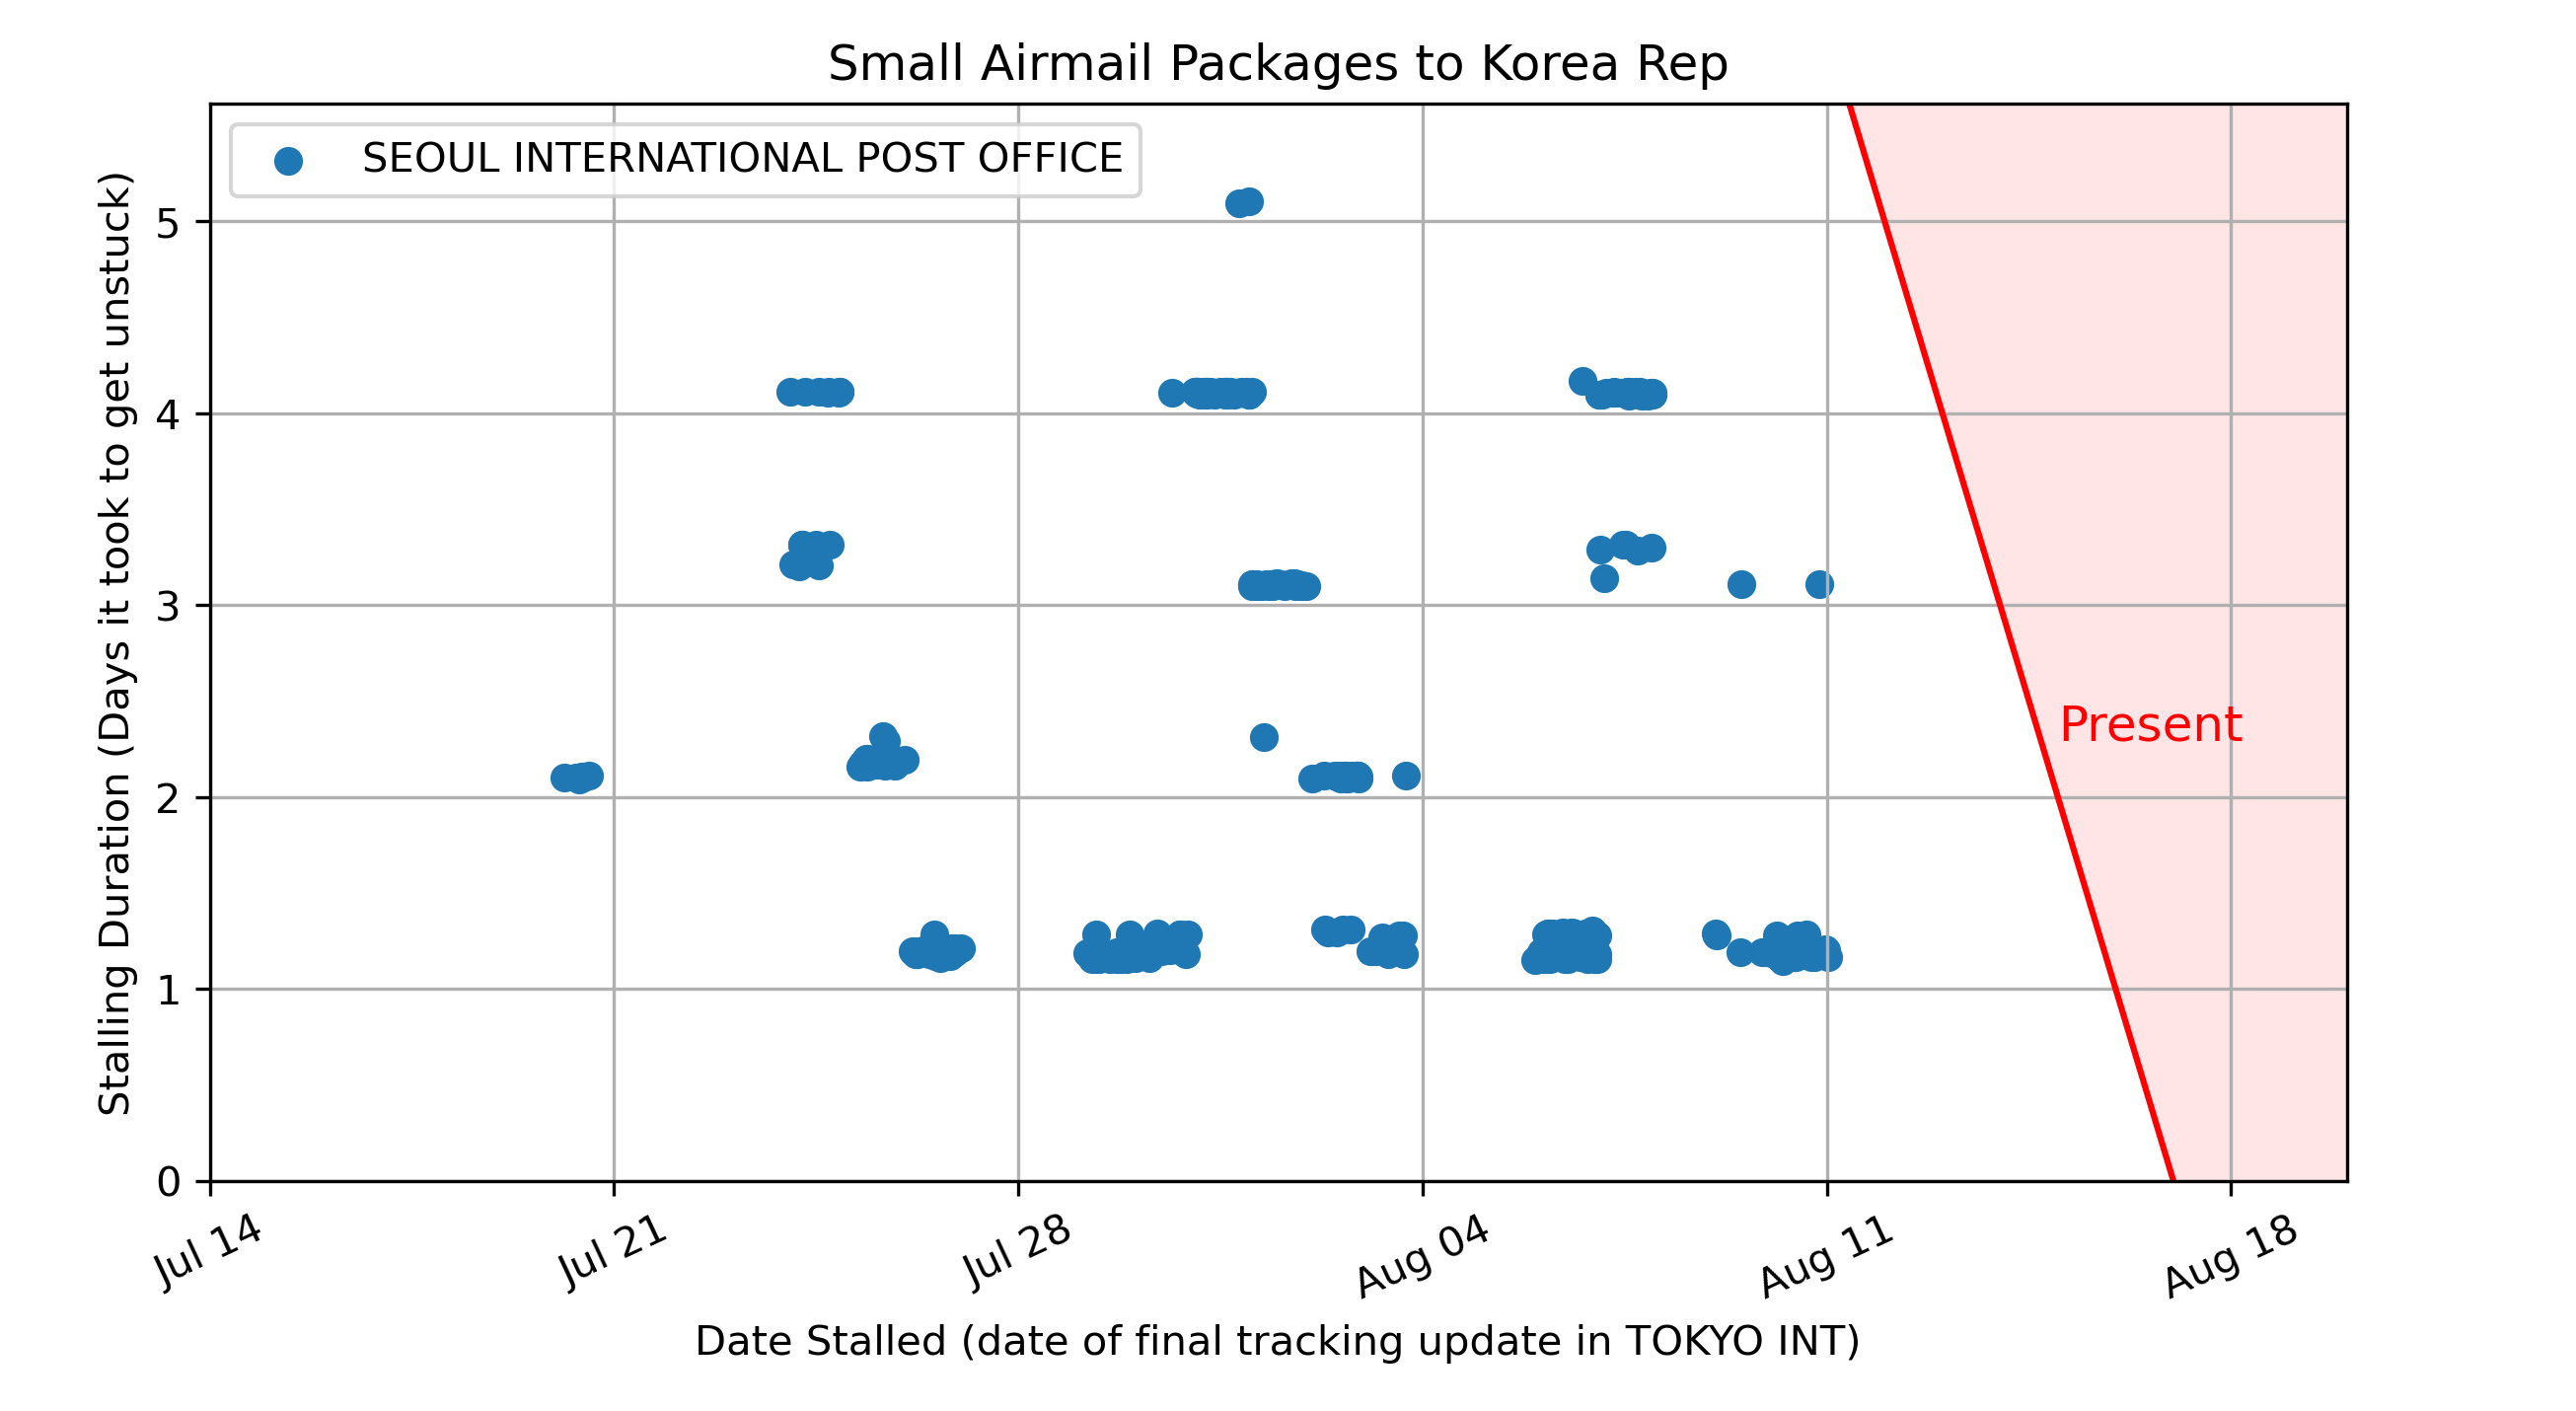 Small Airmail Packages to Korea Rep
SEOUL INTERNATIONAL POST OFFICE
Stalling Duration (Days it took to get unstuck)
5
4
3
2
1
0
Present
Jul 14
Jul 21
Jul 28
Aug 04
Aug 11
Aug 18
Date Stalled (date of final tracking update in TOKYO INT)